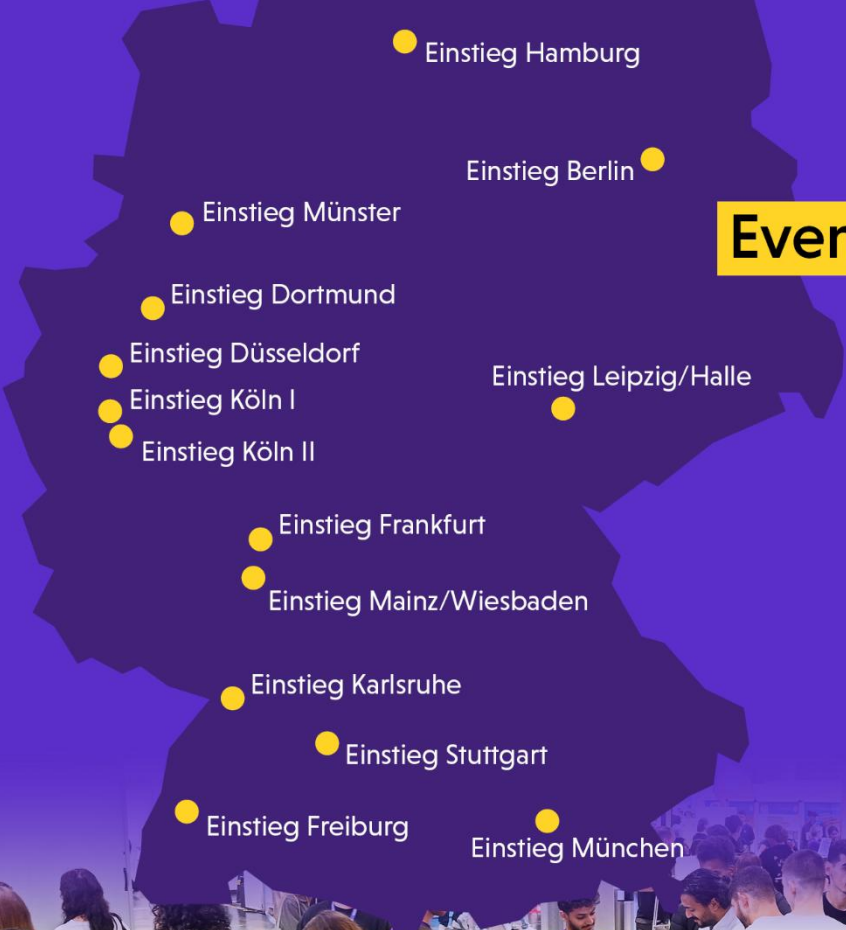 Einstieg Hamburg
Einstieg Berlin
Einstieg Münster
Einstieg Dortmund
Einstieg Düsseldorf
Einstieg Leipzig/Halle
Einstieg Köln I
Einstieg Köln II
Einstieg Frankfurt
Einstieg Mainz/Wiesbaden
Einstieg Karlsruhe
Einstieg Stuttgart
Einstieg Freiburg
Einstieg München